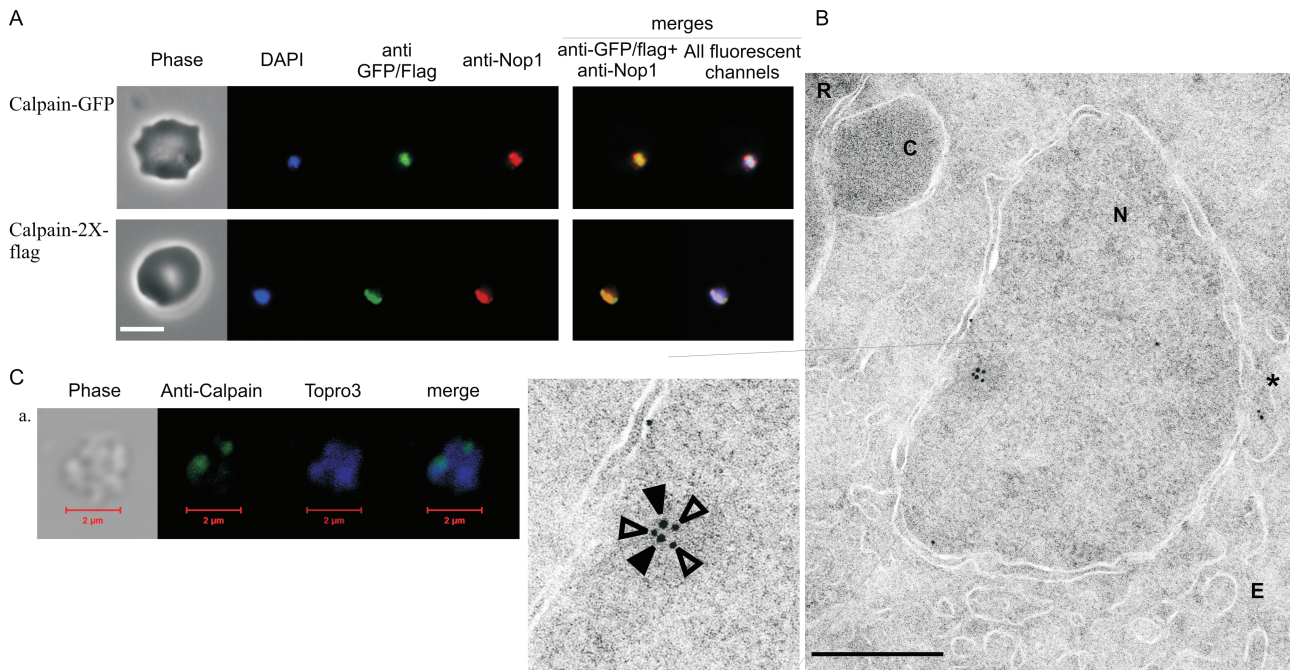 A
B
merges
Phase
DAPI
anti
GFP/Flag
anti-Nop1
anti-GFP/flag+
anti-Nop1
All fluorescent
channels
Calpain-GFP
Calpain-2X-
flag
R
C
N
*
E
C
Phase
Anti-Calpain
Topro3
merge
a.
2 µm
2 µm
2 µm
2 µm